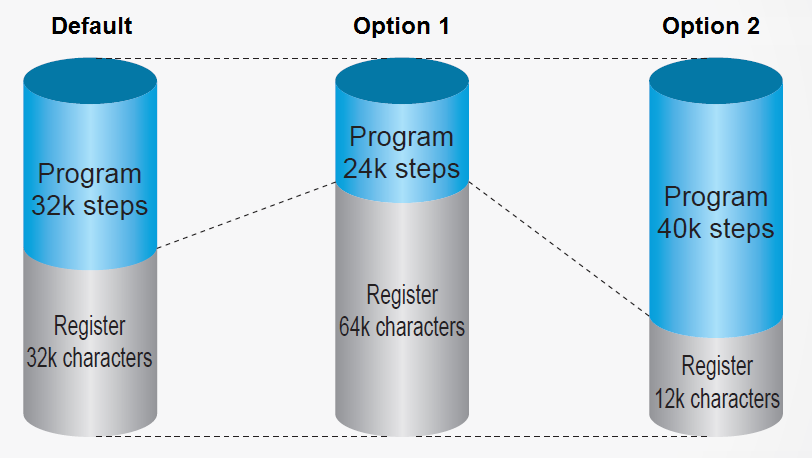 Default
Option 1
Option 2
Program
32k steps
Program
24k steps
Program
40k steps
Register
32k characters
Register
64k characters
Register
12k characters